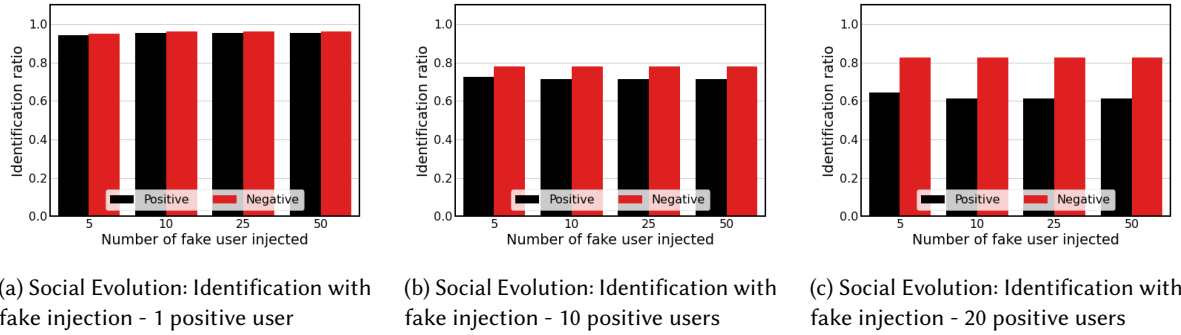 1.0
0.8
0.6
0.4
0.2
0.0
Identification ratio
Positive Negative
5 10 25 50
Number of fake user injected
1.0
0.8
0.6
0.4
0.2
0.0
Identification ratio
Positive Negative
5 10 25 50
Number of fake user injected
1.0
0.8
0.6
0.4
0.2
0.0
Identification ratio
Positive Negative
5 10 25 50
Number of fake user injected
(a) Social Evolution: Identification with
fake injection - 1 positive user
(b) Social Evolution: Identification with
fake injection - 10 positive users
(c) Social Evolution: Identification with
fake injection - 20 positive users